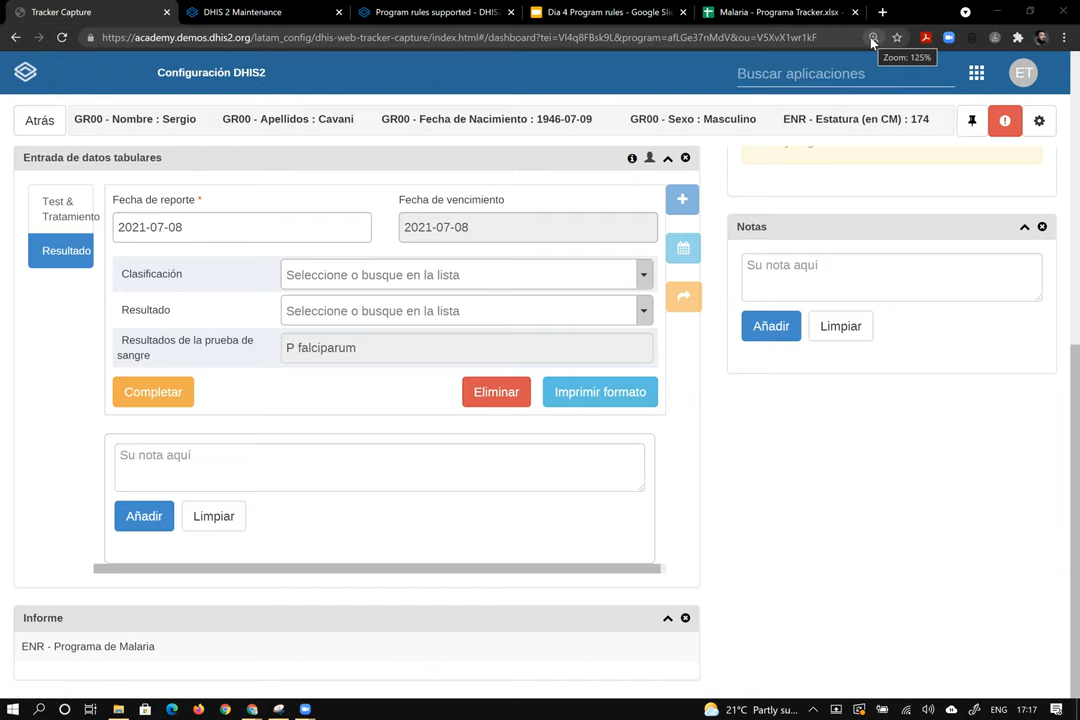 Tracker Capture
DHIS 2 Maintenance
Program rules supported - DHIS
Dia 4 Program rules - Google Sli
Malaria - Programa Tracker.xlsx -
https://academy.demos.dhis2.org/latam_config/dhis-web-tracker-capture/index.html#/dashboard?tei=Vl4q8FBsk9L&program=afLGe37nMdV&ou=V5XvX1wr1kF
Zoom: 125%
Configuración DHIS2
Buscar aplicaciones
ET
Atrás
GR00 - Nombre : Sergio
GR00 - Apellidos : Cavani
GR00 - Fecha de Nacimiento : 1946-07-09
GR00 - Sexo : Masculino
ENR - Estatura (en CM) : 174
Entrada de datos tabulares
Test &
Tratamiento
Resultado
Fecha de reporte *
Fecha de vencimiento
2021-07-08
2021-07-08
Clasificación
Seleccione o busque en la lista
Resultado
Seleccione o busque en la lista
Resultados de la prueba de
sangre
P falciparum
Completar
Eliminar
Imprimir formato
Su nota aquí
Añadir
Limpiar
Informe
ENR - Programa de Malaria
Notas
Su nota aquí
Añadir
Limpiar
21°C Partly su...
ENG
17:17